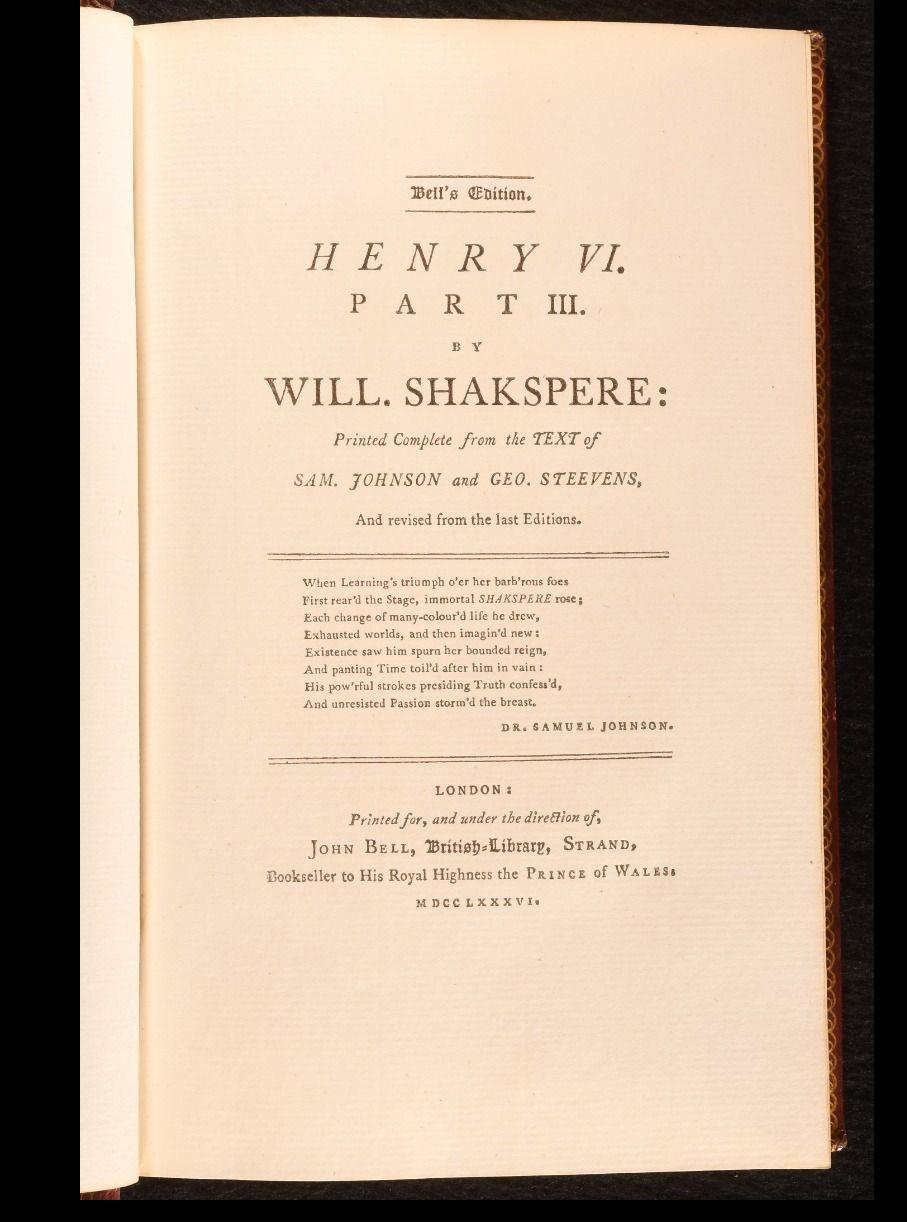 Bell's Edition.
HENRY VI.
PART III.
BY
WILL. SHAKSPERE:
Printed Complete from the TEXT of
SAM. JOHNSON and GEO. STEEVENS,
And revised from the last Editions.
When Learning's triumph o'er her barb'rous foes
First rear'd the Stage, immortal SHAKSPERE rose;
Each change of many-colour'd life he drew,
Exhausted worlds, and then imagin'd new:
Existence saw him spurn her bounded reign,
And panting Time toil'd after him in vain:
His pow'rful strokes presiding Truth confess'd,
And unresisted Passion storm'd the breast.
DR. SAMUEL JOHNSON.
LONDON:
Printed for, and under the direction of,
JOHN BELL, British-Library, STRAND,
Bookseller to His Royal Highness the PRINCE of WALES.
MDCCLXXXVI.